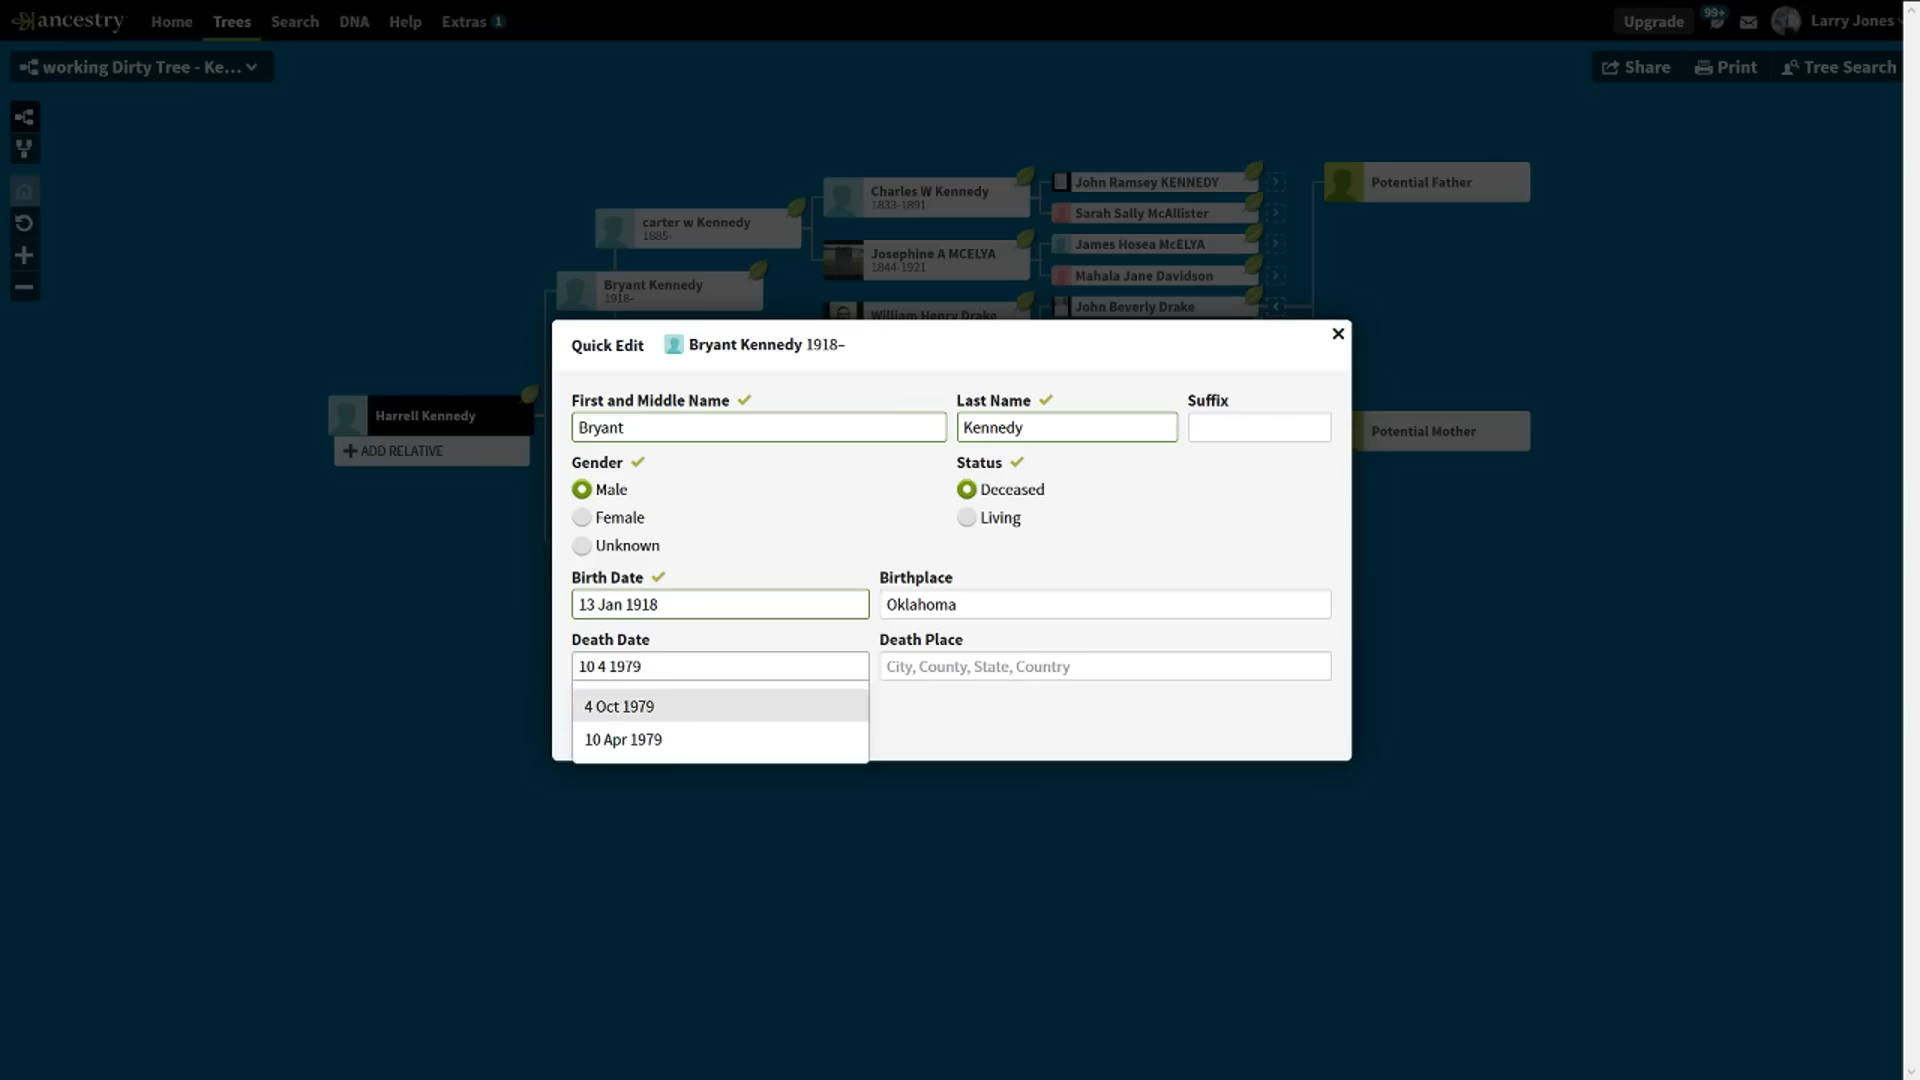 ancestry
Home Trees Search DNA Help Extras 1
Upgrade 99+ Larry Jones
working Dirty Tree - Ke...
Share Print Tree Search
Charles W Kennedy
1833-1891
carter w Kennedy
1885-
Josephine A MCELYA
1844-1921
Bryant Kennedy
1918-
William Henry Drake
John Ramsey KENNEDY
Sarah Sally McAllister
James Hosea McELYA
Mahala Jane Davidson
John Beverly Drake
Potential Father
Potential Mother
Harrell Kennedy
+ ADD RELATIVE
Quick Edit Bryant Kennedy 1918–
First and Middle Name Last Name Suffix
Bryant Kennedy
Gender Status
Male Deceased
Female Living
Unknown
Birth Date Birthplace
13 Jan 1918 Oklahoma
Death Date Death Place
10 4 1979 City, County, State, Country
4 Oct 1979
10 Apr 1979